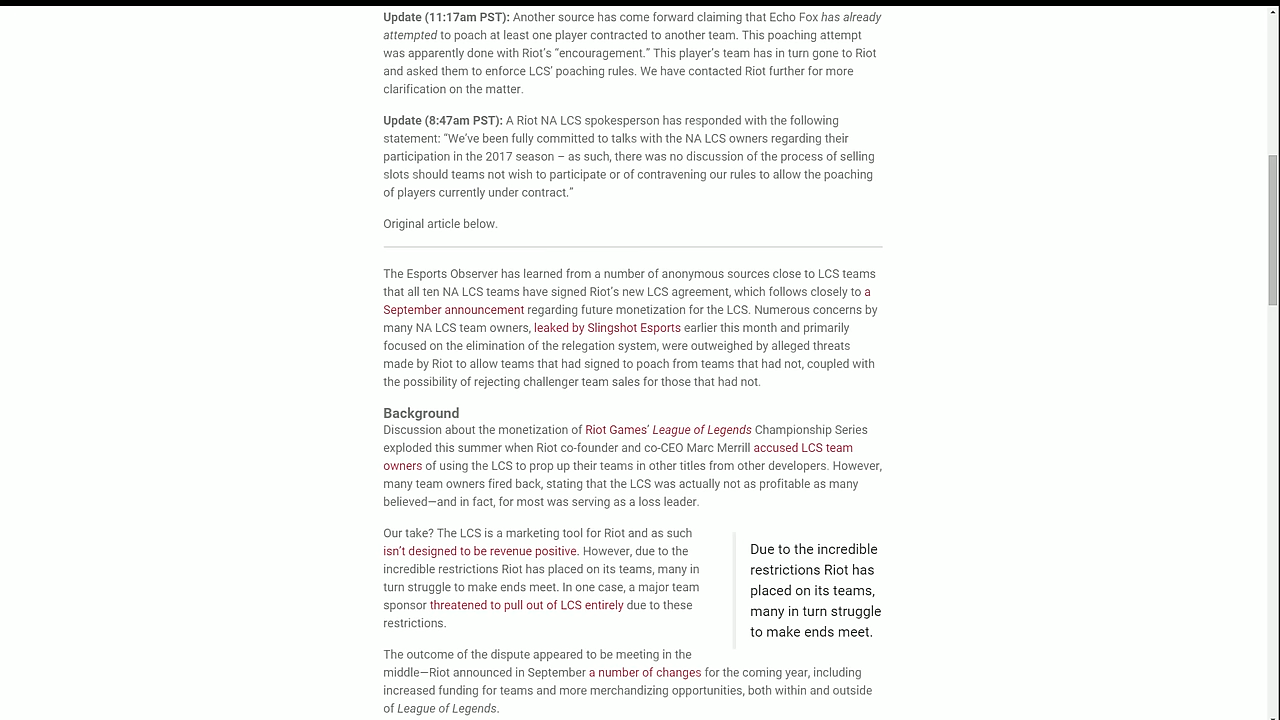 Update (11:17am PST): Another source has come forward claiming that Echo Fox has already
attempted to poach at least one player contracted to another team. This poaching attempt
was apparently done with Riot’s “encouragement.” This player’s team has in turn gone to Riot
and asked them to enforce LCS’ poaching rules. We have contacted Riot further for more
clarification on the matter.
Update (8:47am PST): A Riot NA LCS spokesperson has responded with the following
statement: “We’ve been fully committed to talks with the NA LCS owners regarding their
participation in the 2017 season – as such, there was no discussion of the process of selling
slots should teams not wish to participate or of contravening our rules to allow the poaching
of players currently under contract.”
Original article below.
The Esports Observer has learned from a number of anonymous sources close to LCS teams
that all ten NA LCS teams have signed Riot’s new LCS agreement, which follows closely to a
September announcement regarding future monetization for the LCS. Numerous concerns by
many NA LCS team owners, leaked by Slingshot Esports earlier this month and primarily
focused on the elimination of the relegation system, were outweighed by alleged threats
made by Riot to allow teams that had signed to poach from teams that had not, coupled with
the possibility of rejecting challenger team sales for those that had not.
Background
Discussion about the monetization of Riot Games’ League of Legends Championship Series
exploded this summer when Riot co-founder and co-CEO Marc Merrill accused LCS team
owners of using the LCS to prop up their teams in other titles from other developers. However,
many team owners fired back, stating that the LCS was actually not as profitable as many
believed—and in fact, for most was serving as a loss leader.
Our take? The LCS is a marketing tool for Riot and as such
isn’t designed to be revenue positive. However, due to the
incredible restrictions Riot has placed on its teams, many in
turn struggle to make ends meet. In one case, a major team
sponsor threatened to pull out of LCS entirely due to these
restrictions.
Due to the incredible
restrictions Riot has
placed on its teams,
many in turn struggle
to make ends meet.
The outcome of the dispute appeared to be meeting in the
middle—Riot announced in September a number of changes for the coming year, including
increased funding for teams and more merchandizing opportunities, both within and outside
of League of Legends.